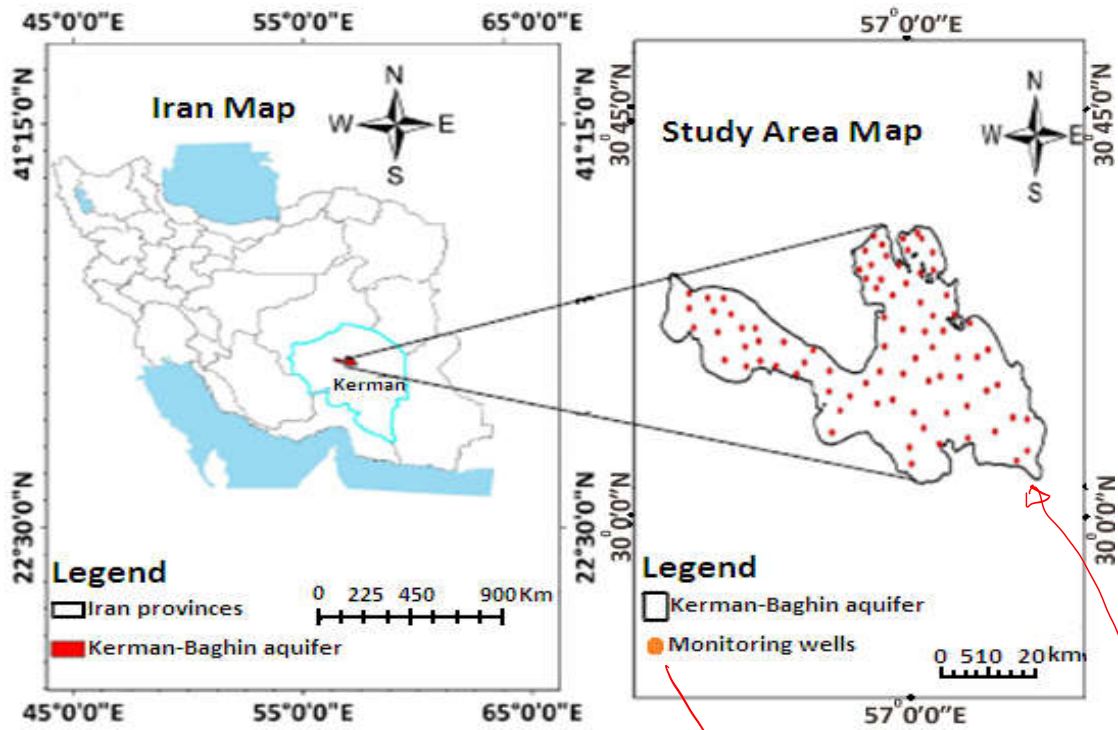 45°0'0"E 55°0'0"E 65°0'0"E
41°15'0"N
22°30'0"N
Iran Map
N
W E
S
Kerman
Legend
Iran provinces
Kerman-Baghin aquifer
0 225 450 900 Km
45°0'0"E 55°0'0"E 65°0'0"E
57°0'0"E
30°45'0"N
30°0'0"N
Study Area Map
N
W E
S
30°45'0"N
30°0'0"N
Legend
Kerman-Baghin aquifer
Monitoring wells
0 510 20 km
57°0'0"E
41°15'0"N
22°30'0"N